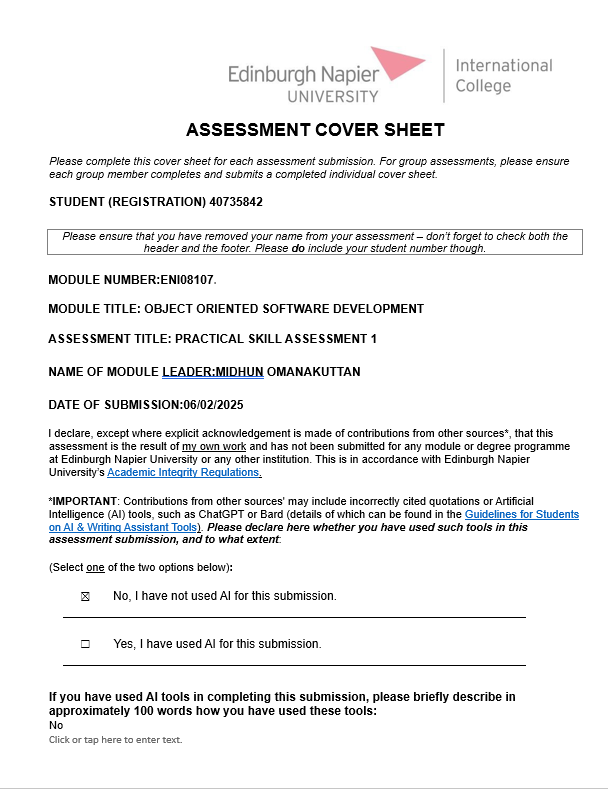 Edinburgh Napier
UNIVERSITY
International
College
ASSESSMENT COVER SHEET
Please complete this cover sheet for each assessment submission. For group assessments, please ensure
each group member completes and submits a completed individual cover sheet.
STUDENT (REGISTRATION) 40735842
Please ensure that you have removed your name from your assessment – don't forget to check both the
header and the footer. Please do include your student number though.
MODULE NUMBER:ENI08107.
MODULE TITLE: OBJECT ORIENTED SOFTWARE DEVELOPMENT
ASSESSMENT TITLE: PRACTICAL SKILL ASSESSMENT 1
NAME OF MODULE LEADER:MIDHUN OMANAKUTTAN
DATE OF SUBMISSION:06/02/2025
I declare, except where explicit acknowledgement is made of contributions from other sources*, that this
assessment is the result of my own work and has not been submitted for any module or degree programme
at Edinburgh Napier University or any other institution. This is in accordance with Edinburgh Napier
University's Academic Integrity Regulations.
*IMPORTANT: Contributions from other sources' may include incorrectly cited quotations or Artificial
Intelligence (AI) tools, such as ChatGPT or Bard (details of which can be found in the Guidelines for Students
on AI & Writing Assistant Tools). Please declare here whether you have used such tools in this
assessment submission, and to what extent:
(Select one of the two options below):
☒ No, I have not used AI for this submission.
☐ Yes, I have used AI for this submission.
If you have used AI tools in completing this submission, please briefly describe in
approximately 100 words how you have used these tools:
No
Click or tap here to enter text.